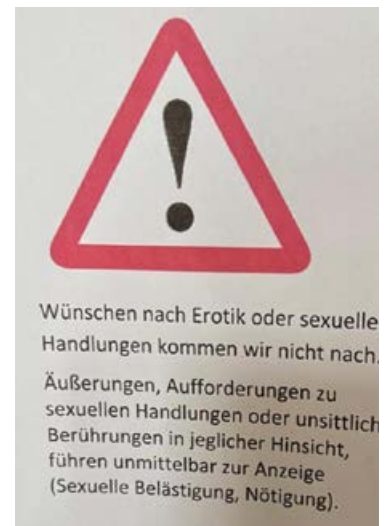 Wünschen nach Erotik oder sexuelle
Handlungen kommen wir nicht nach.
Äußerungen, Aufforderungen zu
sexuellen Handlungen oder unsittlich
Berührungen in jeglicher Hinsicht,
führen unmittelbar zur Anzeige
(Sexuelle Belästigung, Nötigung).